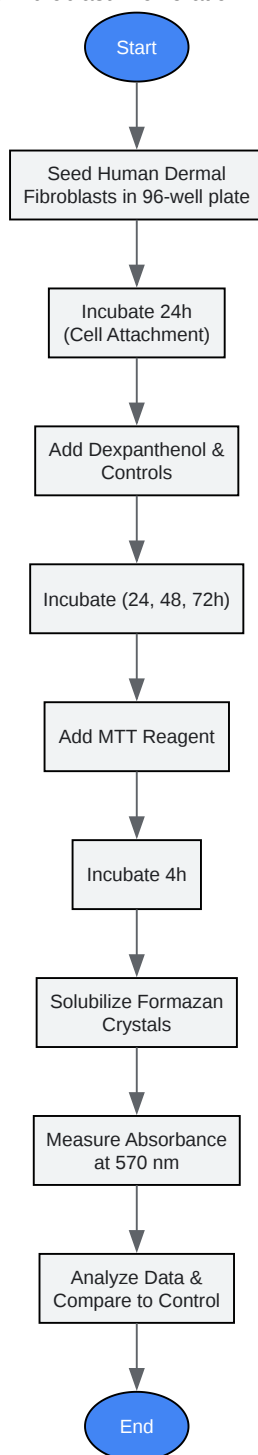 Start
Seed Human Dermal
Fibroblasts in 96-well plate
Incubate 24h
(Cell Attachment)
Add Dexpanthenol &
Controls
Incubate (24, 48, 72h)
Add MTT Reagent
Incubate 4h
Solubilize Formazan
Crystals
Measure Absorbance
at 570 nm
Analyze Data &
Compare to Control
End